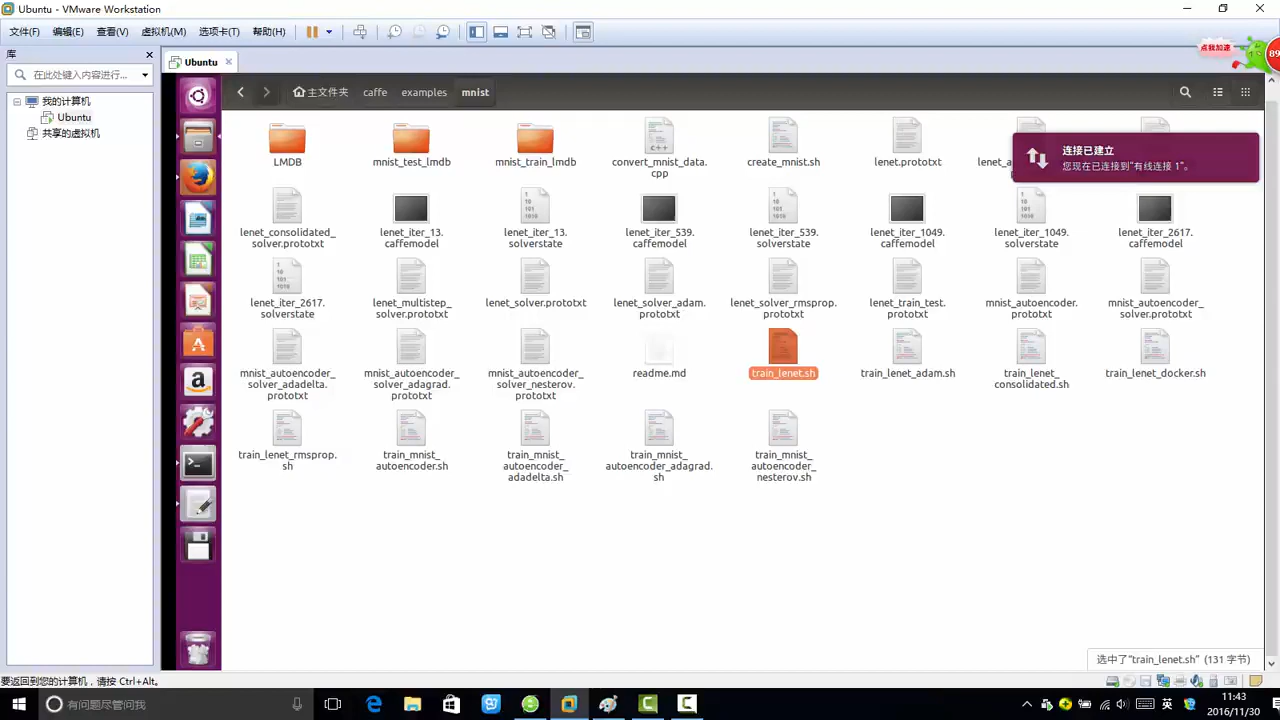 Ubuntu - VMware Workstation
文件(F) 编辑(E) 查看(V) 虚拟机(M) 选项卡(T) 帮助(H)
点我加速
89
库
在此处键入内容进行...
我的计算机
Ubuntu
共享的虚拟机
Ubuntu
主文件夹 caffe examples mnist
连接已建立
您现在已连接到“有线连接 1”。
LMDB
mnist_test_lmdb
mnist_train_lmdb
convert_mnist_data.
cpp
create_mnist.sh
lenet.prototxt
lenet_consolidated_
solver.prototxt
lenet_iter_13.
caffemodel
lenet_iter_13.
solverstate
lenet_iter_539.
caffemodel
lenet_iter_539.
solverstate
lenet_iter_1049.
caffemodel
lenet_iter_1049.
solverstate
lenet_iter_2617.
caffemodel
lenet_iter_2617.
solverstate
lenet_multistep_
solver.prototxt
lenet_solver.prototxt
lenet_solver_adam.
prototxt
lenet_solver_rmsprop.
prototxt
lenet_train_test.
prototxt
mnist_autoencoder.
prototxt
mnist_autoencoder_
solver.prototxt
mnist_autoencoder_
solver_adadelta.
prototxt
mnist_autoencoder_
solver_adagrad.
prototxt
mnist_autoencoder_
solver_nesterov.
prototxt
readme.md
train_lenet.sh
train_lenet_adam.sh
train_lenet_
consolidated.sh
train_lenet_docker.sh
train_lenet_rmsprop.
sh
train_mnist_
autoencoder.sh
train_mnist_
autoencoder_
adadelta.sh
train_mnist_
autoencoder_adagrad.
sh
train_mnist_
autoencoder_
nesterov.sh
选中了“train_lenet.sh” (131 字节)
要返回到您的计算机，请按 Ctrl+Alt。
有问题尽管问我
英
11:43
2016/11/30